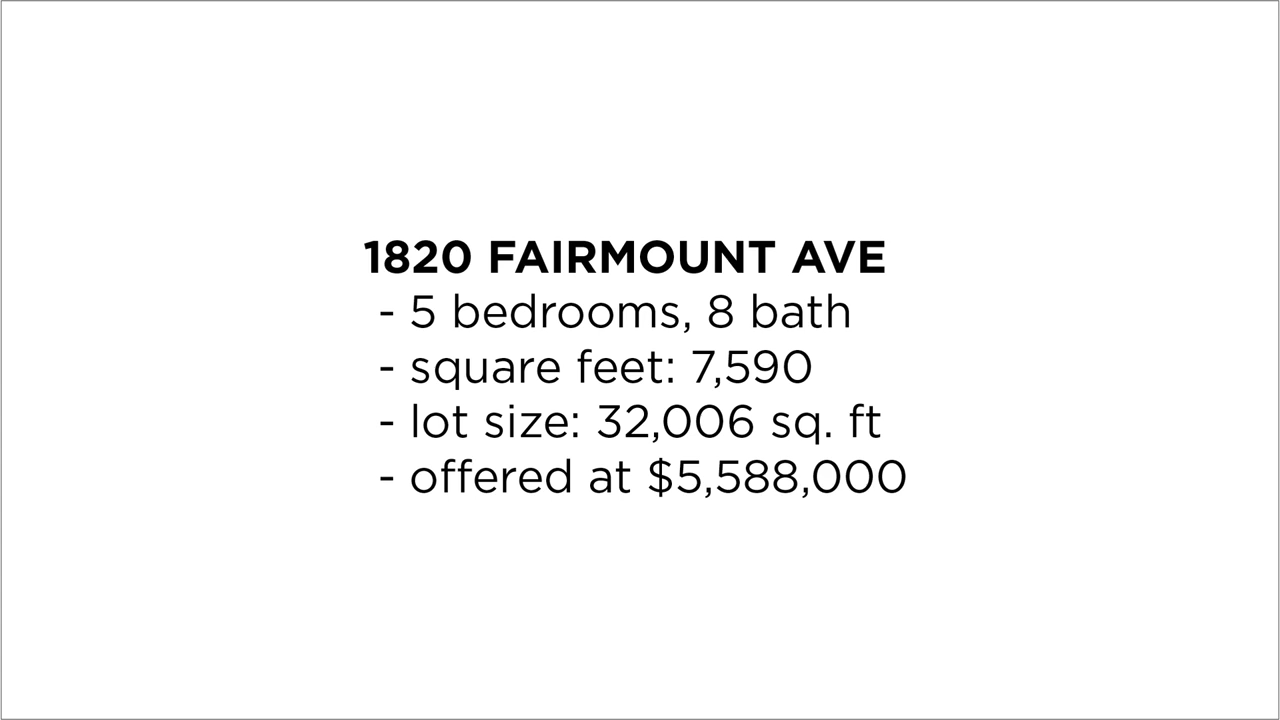 1820 FAIRMOUNT AVE
- 5 bedrooms, 8 bath
- square feet: 7,590
- lot size: 32,006 sq. ft
- offered at $5,588,000